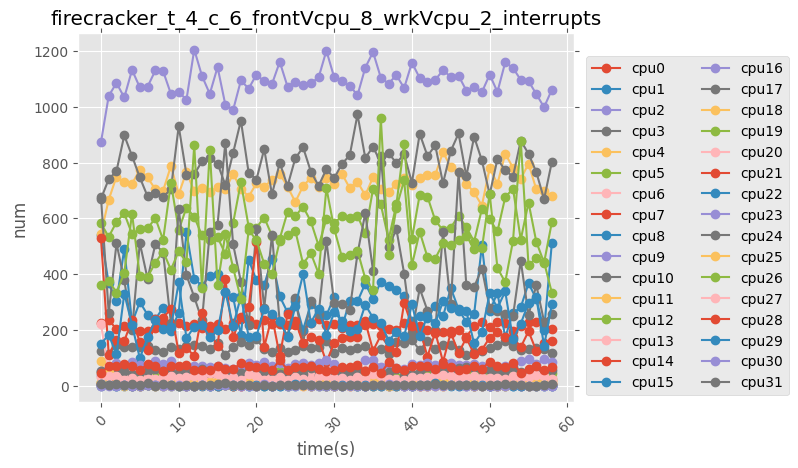 firecracker_t_4_c_6_frontVcpu_8_wrkVcpu_2_interrupts
1200
1000
800
600
400
200
0
num
0
10
20
30
40
50
60
time(s)
cpu0
cpu1
cpu2
cpu3
cpu4
cpu5
cpu6
cpu7
cpu8
cpu9
cpu10
cpu11
cpu12
cpu13
cpu14
cpu15
cpu16
cpu17
cpu18
cpu19
cpu20
cpu21
cpu22
cpu23
cpu24
cpu25
cpu26
cpu27
cpu28
cpu29
cpu30
cpu31